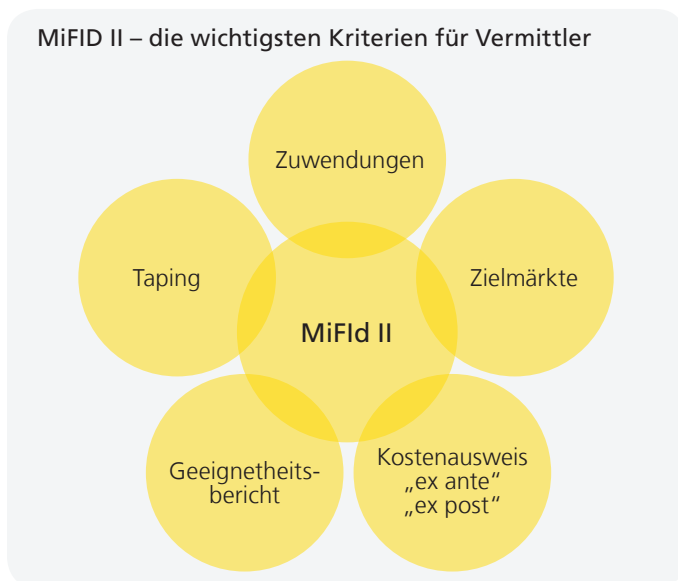 MiFID II – die wichtigsten Kriterien für Vermittler
Zuwendungen
Taping
Zielmärkte
MiFId II
Geeignetheits-
bericht
Kostenausweis
„ex ante“
„ex post“